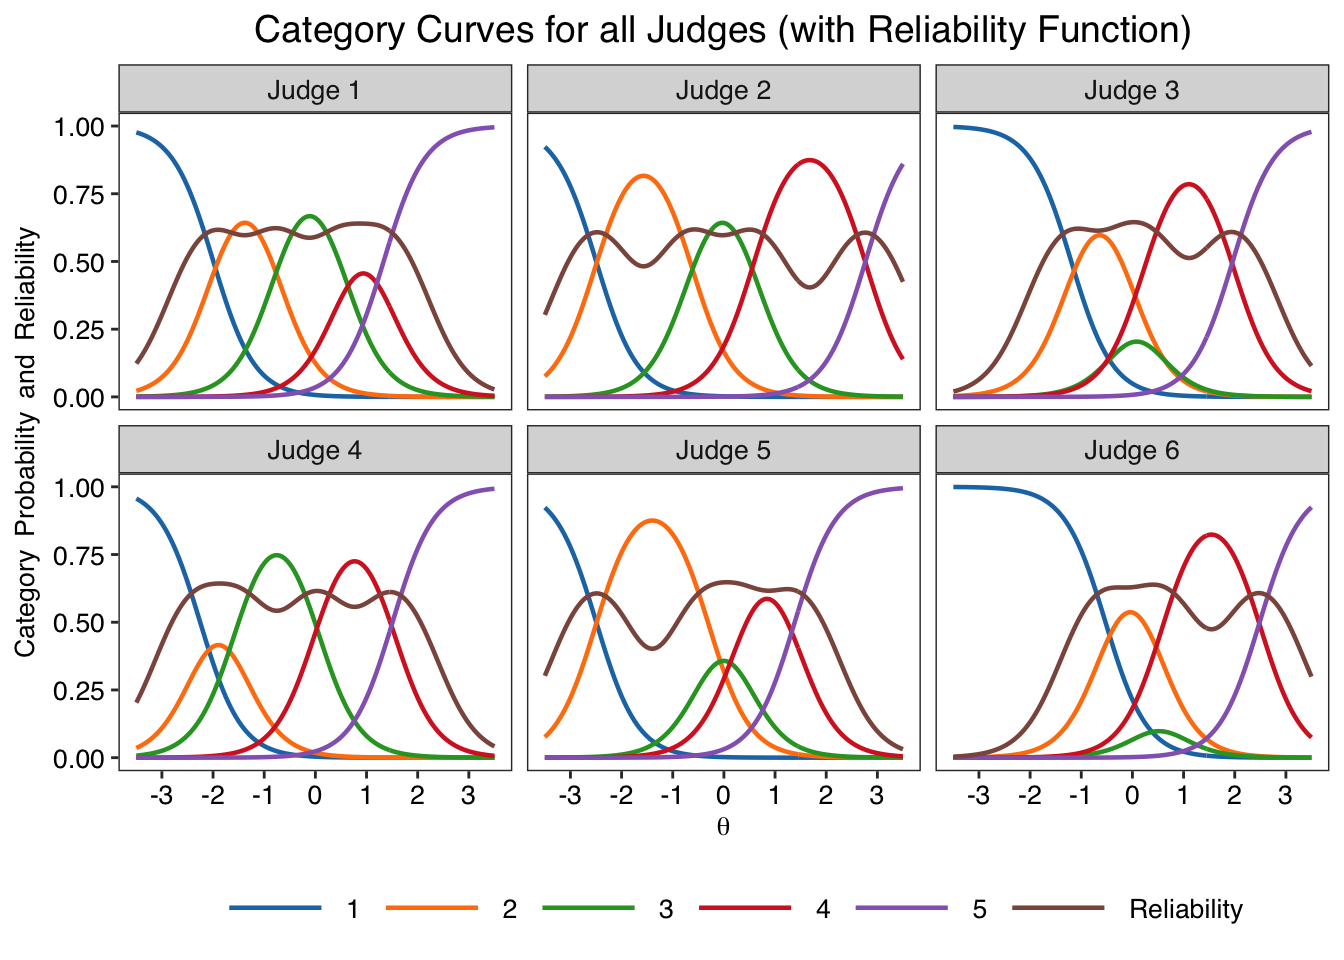 Category Curves for all Judges (with Reliability Function)
Judge 1
Judge 2
Judge 3
1.00
0.75
0.50
0.25
0.00
Category Probability and Reliability
Judge 4
Judge 5
Judge 6
1.00
0.75
0.50
0.25
0.00
-3 -2 -1 0 1 2 3
-3 -2 -1 0 1 2 3
-3 -2 -1 0 1 2 3
θ
1 2 3 4 5 Reliability